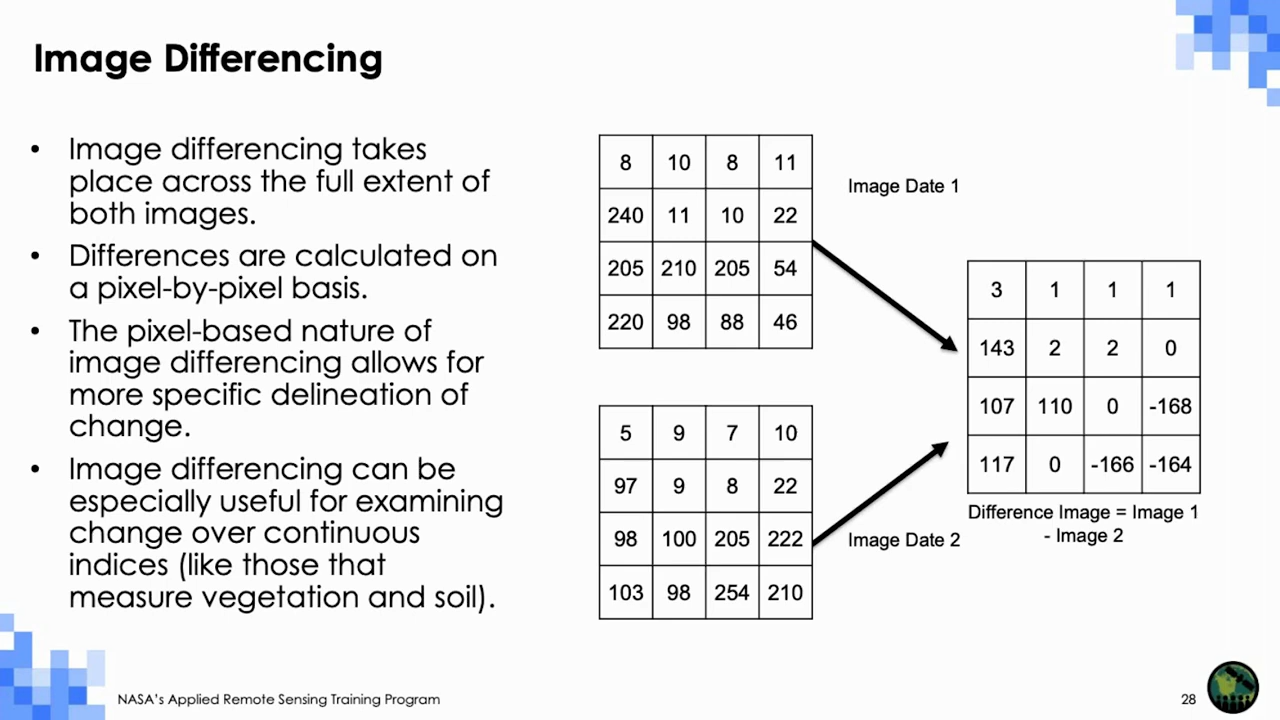 Image Differencing
• Image differencing takes
place across the full extent of
both images.
• Differences are calculated on
a pixel-by-pixel basis.
• The pixel-based nature of
image differencing allows for
more specific delineation of
change.
• Image differencing can be
especially useful for examining
change over continuous
indices (like those that
measure vegetation and soil).
8 10 8 11
240 11 10 22
205 210 205 54
220 98 88 46
Image Date 1
5 9 7 10
97 9 8 22
98 100 205 222
103 98 254 210
Image Date 2
3 1 1 1
143 2 2 0
107 110 0 -168
117 0 -166 -164
Difference Image = Image 1
- Image 2
NASA's Applied Remote Sensing Training Program
28